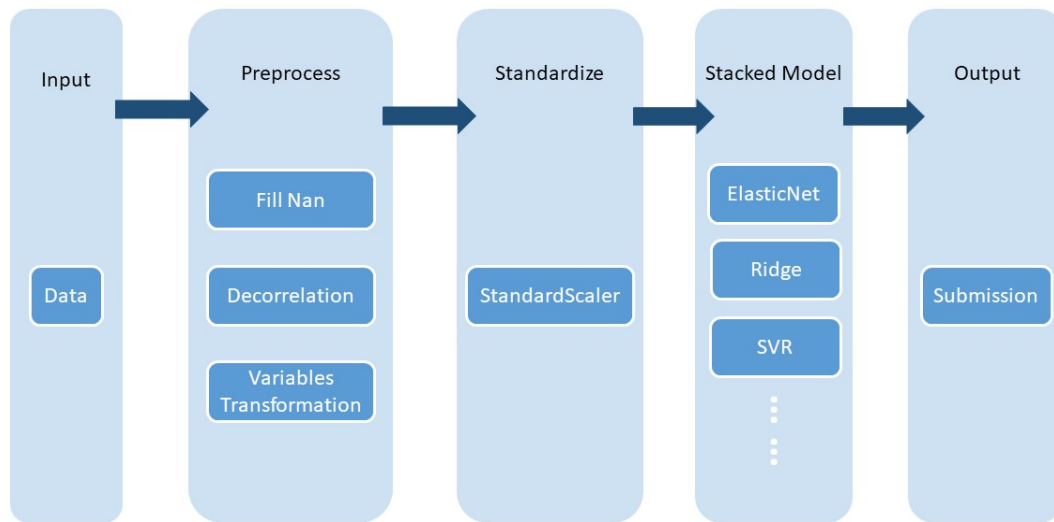 Input
Preprocess
Standardize
Stacked Model
Output
Data
Fill Nan
Decorrelation
Variables
Transformation
StandardScaler
ElasticNet
Ridge
SVR
Submission